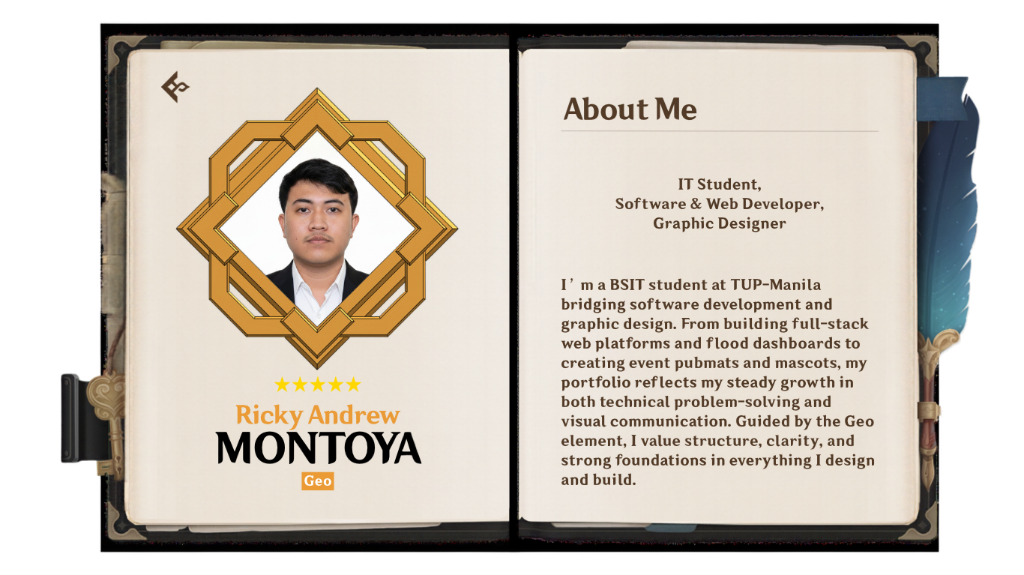 Ricky Andrew
MONTOYA
Geo
About Me
IT Student,
Software & Web Developer,
Graphic Designer
I'm a BSIT student at TUP-Manila
bridging software development and
graphic design. From building full-stack
web platforms and flood dashboards to
creating event pubmats and mascots, my
portfolio reflects my steady growth in
both technical problem-solving and
visual communication. Guided by the Geo
element, I value structure, clarity, and
strong foundations in everything I design
and build.